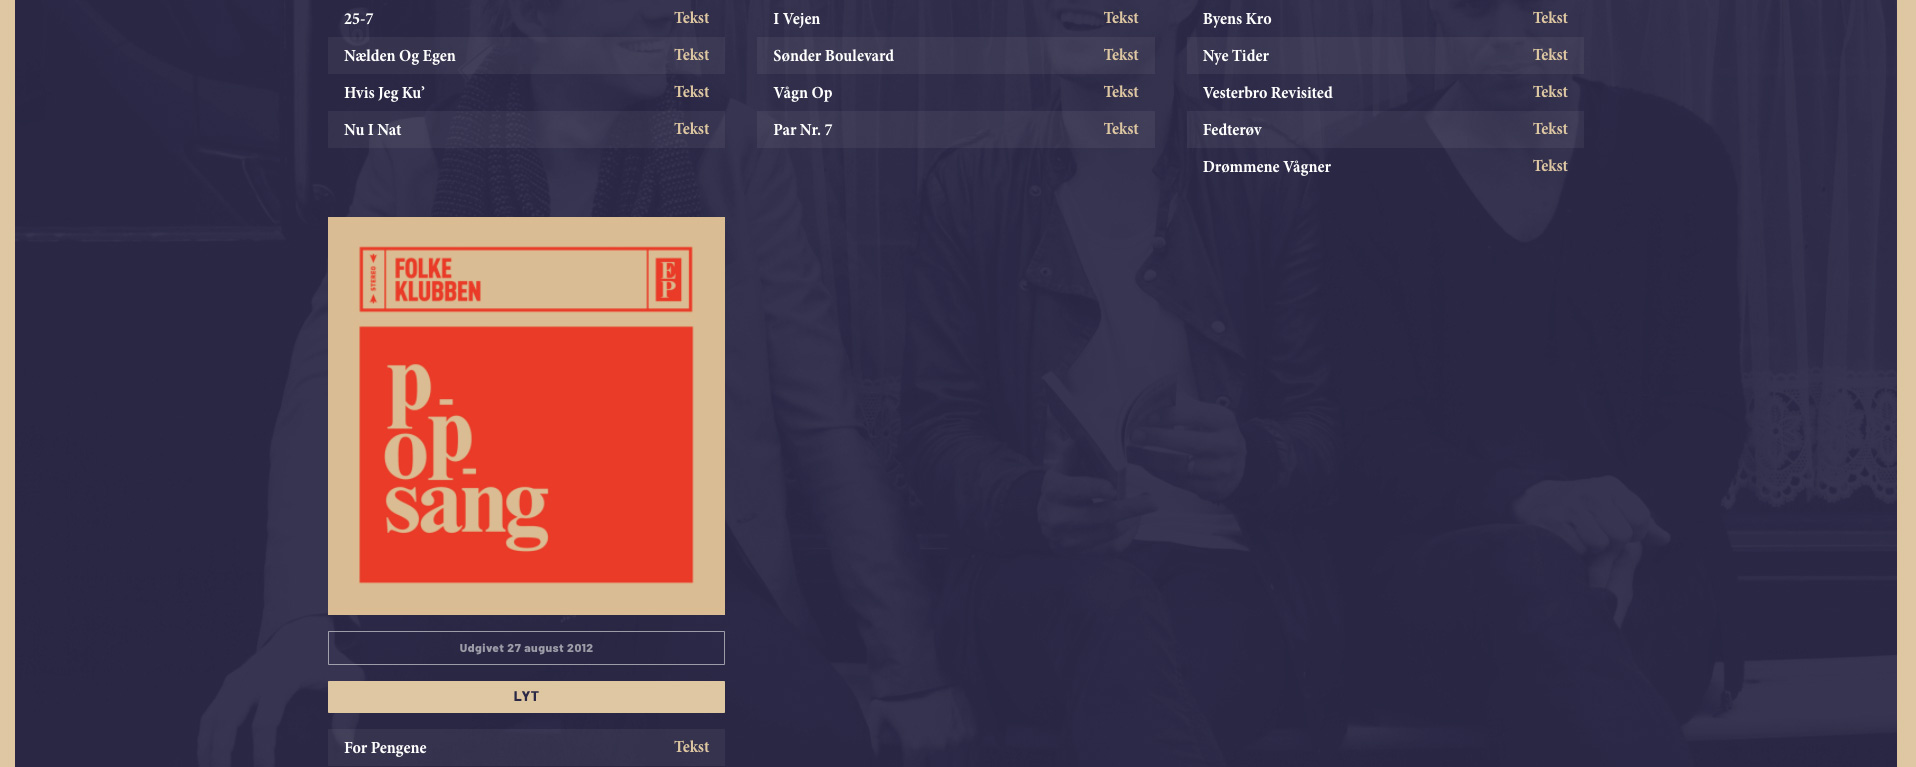 25-7 Tekst
Nælden Og Egen Tekst
Hvis Jeg Ku’ Tekst
Nu I Nat Tekst
I Vejen Tekst
Sønder Boulevard Tekst
Vågn Op Tekst
Par Nr. 7 Tekst
Byens Kro Tekst
Nye Tider Tekst
Vesterbro Revisited Tekst
Fedterøv Tekst
Drømmene Vågner Tekst
STEREO
FOLKE
KLUBBEN
EP
p-
op-
sang
Udgivet 27 august 2012
LYT
For Pengene Tekst